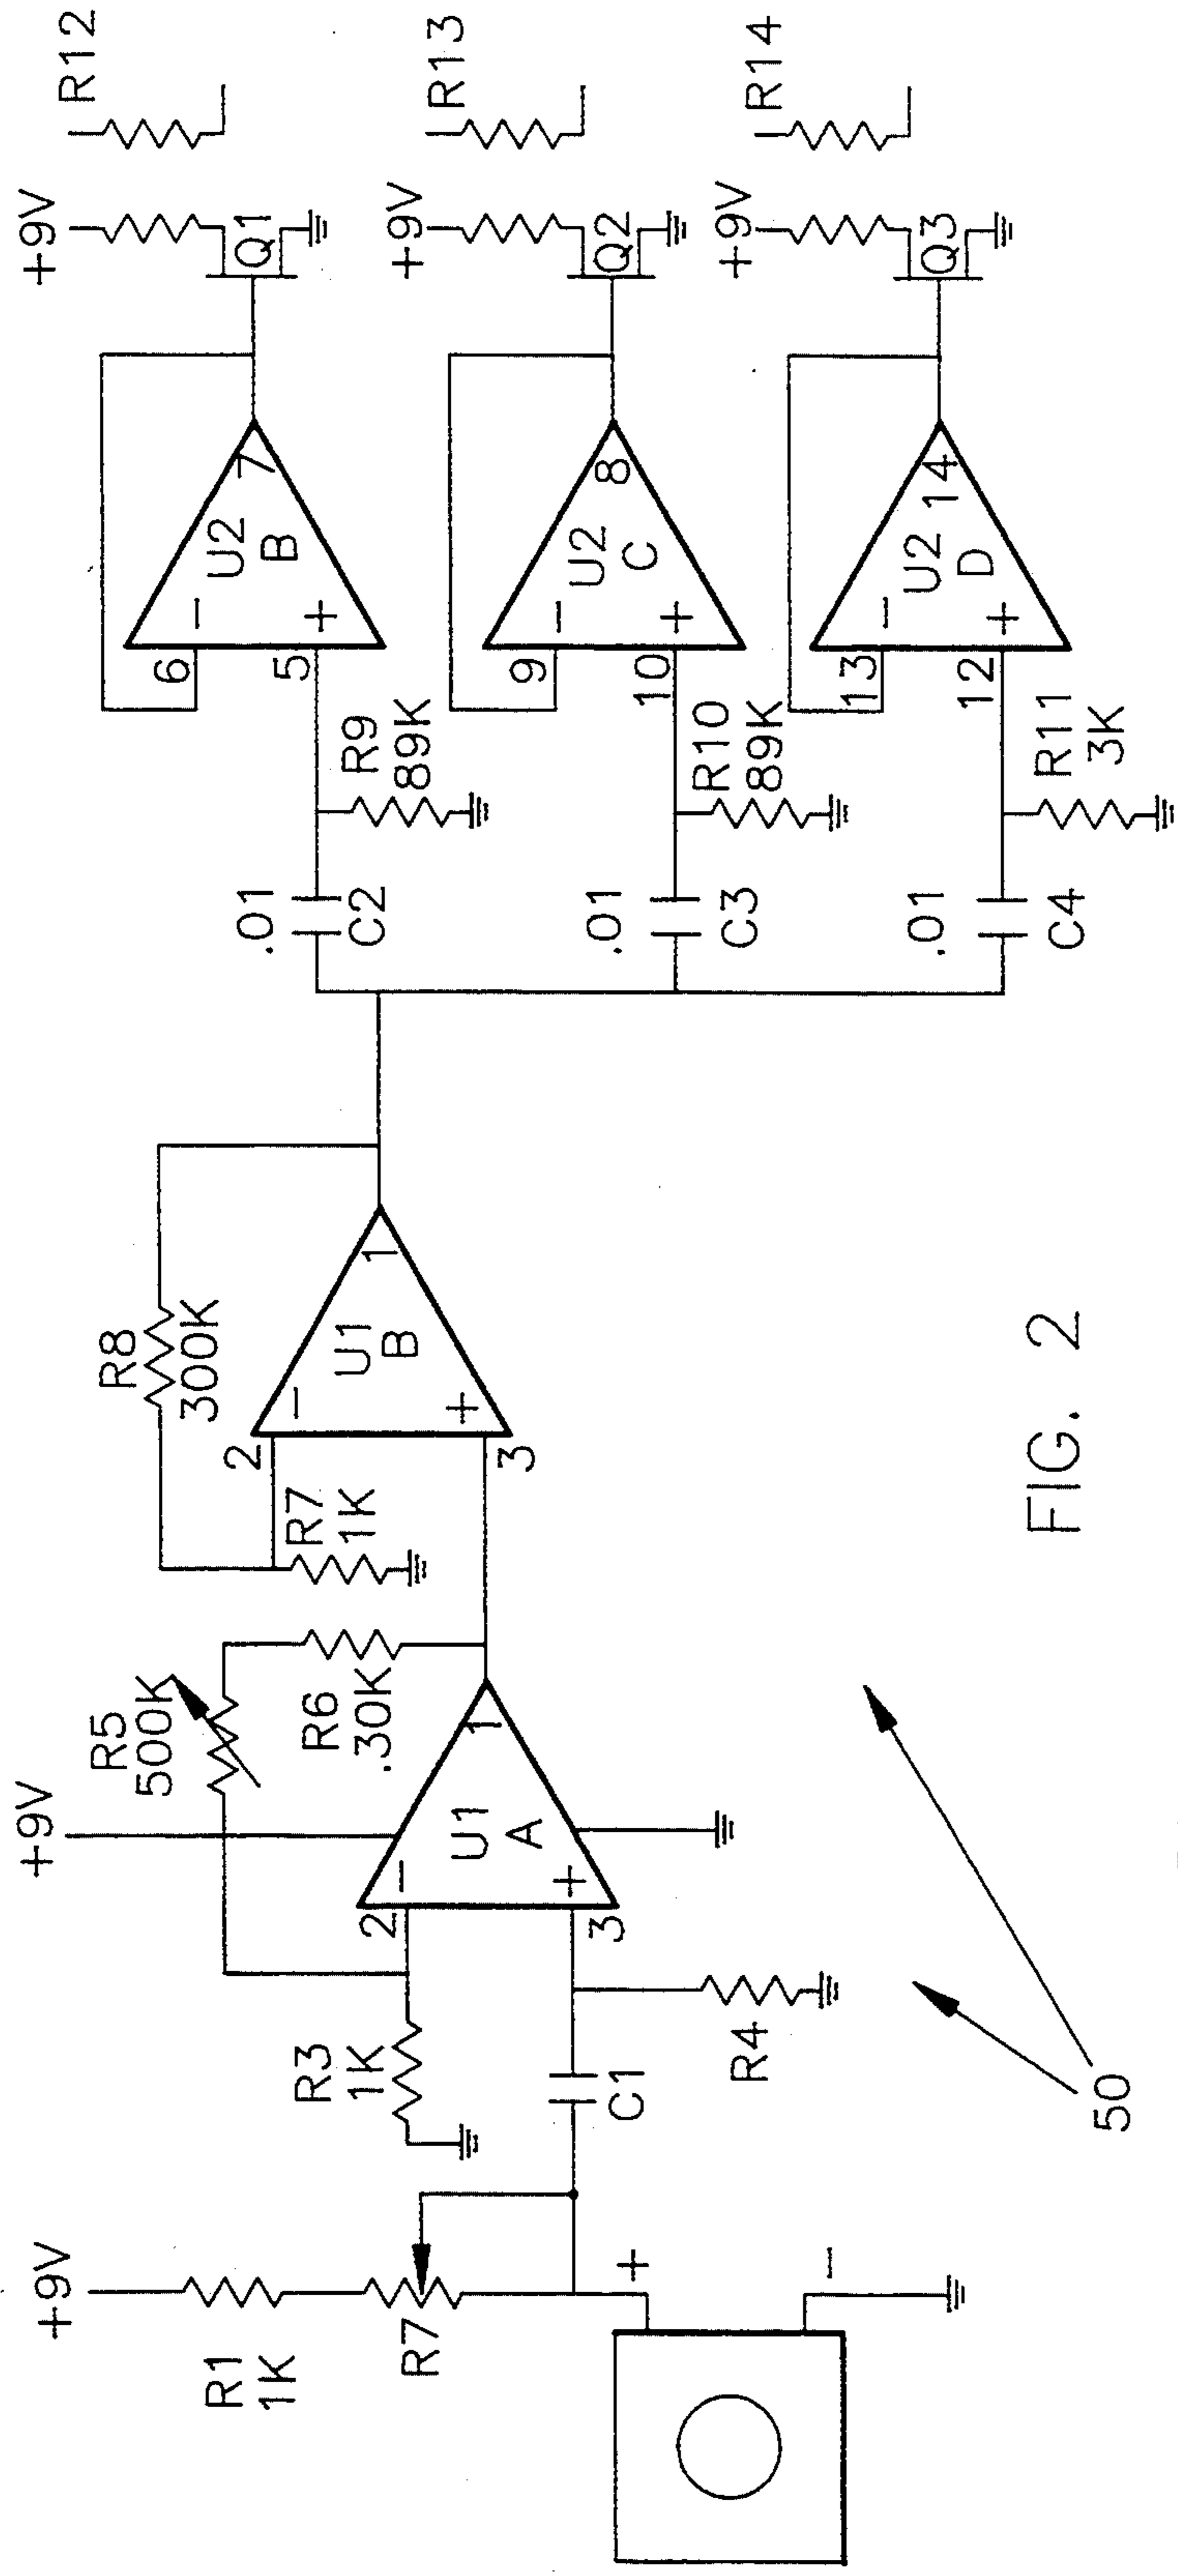 +9V
R1
1K
R7
+
-
R3
1K
C1
R4
+9V
R5
500K
R6
.30K
2
-
U1
A
1
+
3
R8
300K
R7
1K
2
-
U1
B
1
+
3
.01
C2
R9
89K
6
-
U2
B
7
+
5
+9V
Q1
R12
.01
C3
R10
89K
9
-
U2
C
8
+
10
+9V
Q2
R13
.01
C4
R11
3K
13
-
U2
D
14
+
12
+9V
Q3
R14
50
FIG. 2